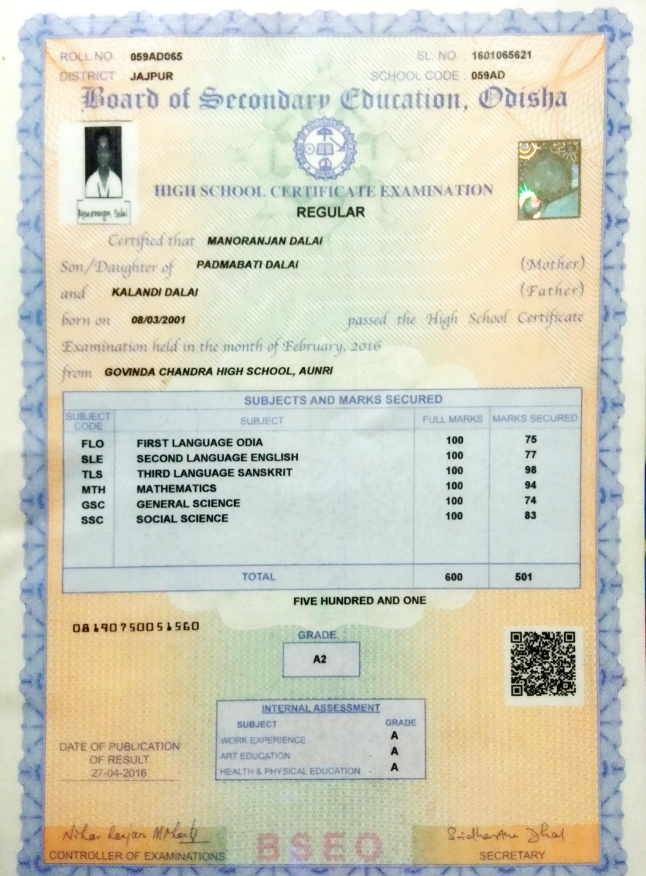 ROLL NO. : 059AD065 SL. NO. : 1601065621
DISTRICT : JAJPUR SCHOOL CODE : 059AD
Board of Secondary Education, Odisha
HIGH SCHOOL CERTIFICATE EXAMINATION
REGULAR
Manoranjan Dalai
Certified that MANORANJAN DALAI
Son/Daughter of PADMABATI DALAI (Mother)
and KALANDI DALAI (Father)
born on 08/03/2001 passed the High School Certificate
Examination held in the month of February, 2016
from GOVINDA CHANDRA HIGH SCHOOL, AUNRI
SUBJECTS AND MARKS SECURED
SUBJECT CODE SUBJECT FULL MARKS MARKS SECURED
FLO FIRST LANGUAGE ODIA 100 75
SLE SECOND LANGUAGE ENGLISH 100 77
TLS THIRD LANGUAGE SANSKRIT 100 98
MTH MATHEMATICS 100 94
GSC GENERAL SCIENCE 100 74
SSC SOCIAL SCIENCE 100 83
TOTAL 600 501
FIVE HUNDRED AND ONE
08190750051560
GRADE
A2
INTERNAL ASSESSMENT
SUBJECT GRADE
WORK EXPERIENCE A
ART EDUCATION A
HEALTH & PHYSICAL EDUCATION A
DATE OF PUBLICATION
OF RESULT
27-04-2016
Nihar Ranjan Mohanty
CONTROLLER OF EXAMINATIONS
BSEO
SECRETARY